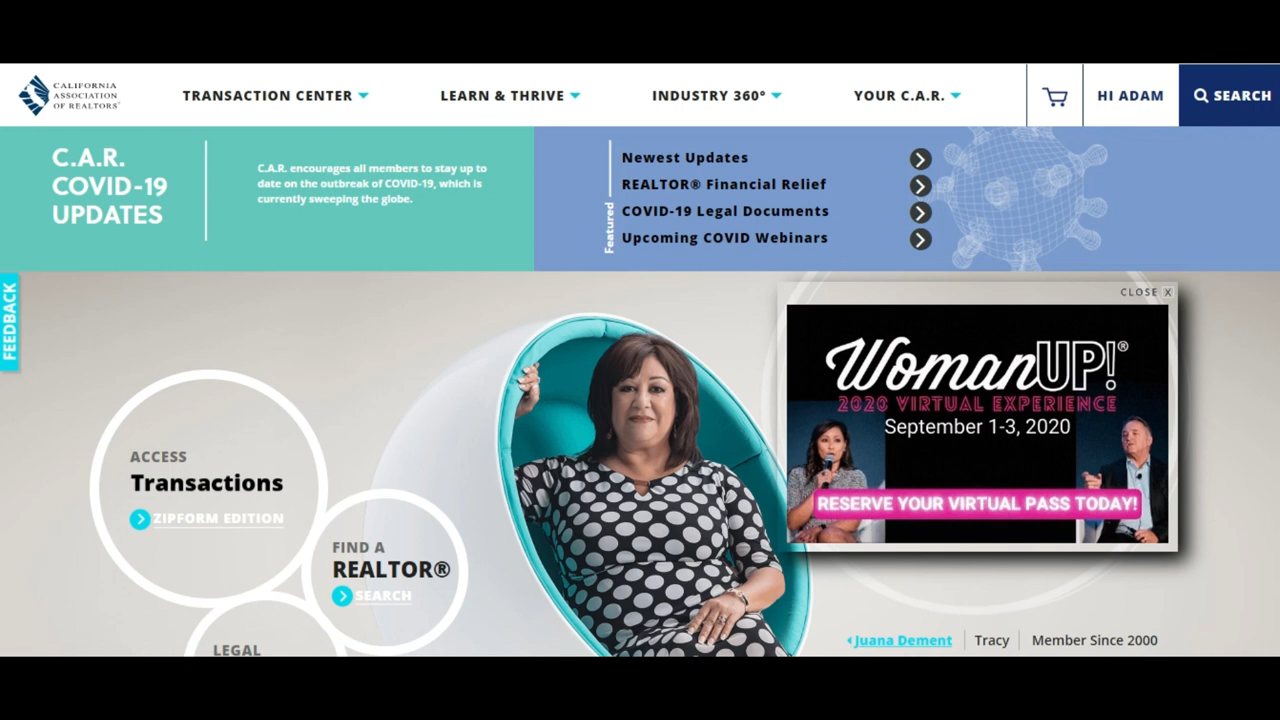 CALIFORNIA
ASSOCIATION
OF REALTORS®
TRANSACTION CENTER
LEARN & THRIVE
INDUSTRY 360°
YOUR C.A.R.
HI ADAM
SEARCH
C.A.R.
COVID-19
UPDATES
C.A.R. encourages all members to stay up to
date on the outbreak of COVID-19, which is
currently sweeping the globe.
Featured
Newest Updates
REALTOR® Financial Relief
COVID-19 Legal Documents
Upcoming COVID Webinars
FEEDBACK
CLOSE X
WomanUP!®
2020 VIRTUAL EXPERIENCE
September 1-3, 2020
RESERVE YOUR VIRTUAL PASS TODAY!
ACCESS
Transactions
ZIPFORM EDITION
FIND A
REALTOR®
SEARCH
LEGAL
Juana Dement
Tracy
Member Since 2000